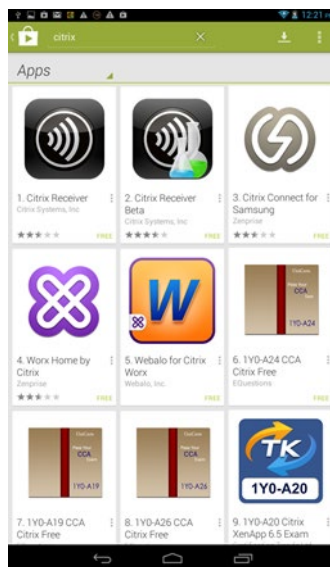 12:21
citrix
Apps
1. Citrix Receiver
Citrix Systems, Inc
FREE
2. Citrix Receiver
Beta
Citrix Systems, Inc
FREE
3. Citrix Connect for
Samsung
Zenprise
FREE
4. Worx Home by
Citrix
Zenprise
FREE
W
5. Webalo for Citrix
Worx
Webalo, Inc.
CCA
1Y0-A24
6. 1Y0-A24 CCA
Citrix Free
EQuestions
FREE
CCA
1Y0-A19
7. 1Y0-A19 CCA
Citrix Free
CCA
1Y0-A26
8. 1Y0-A26 CCA
Citrix Free
TK
1Y0-A20
9. 1Y0-A20 Citrix
XenApp 6.5 Exam